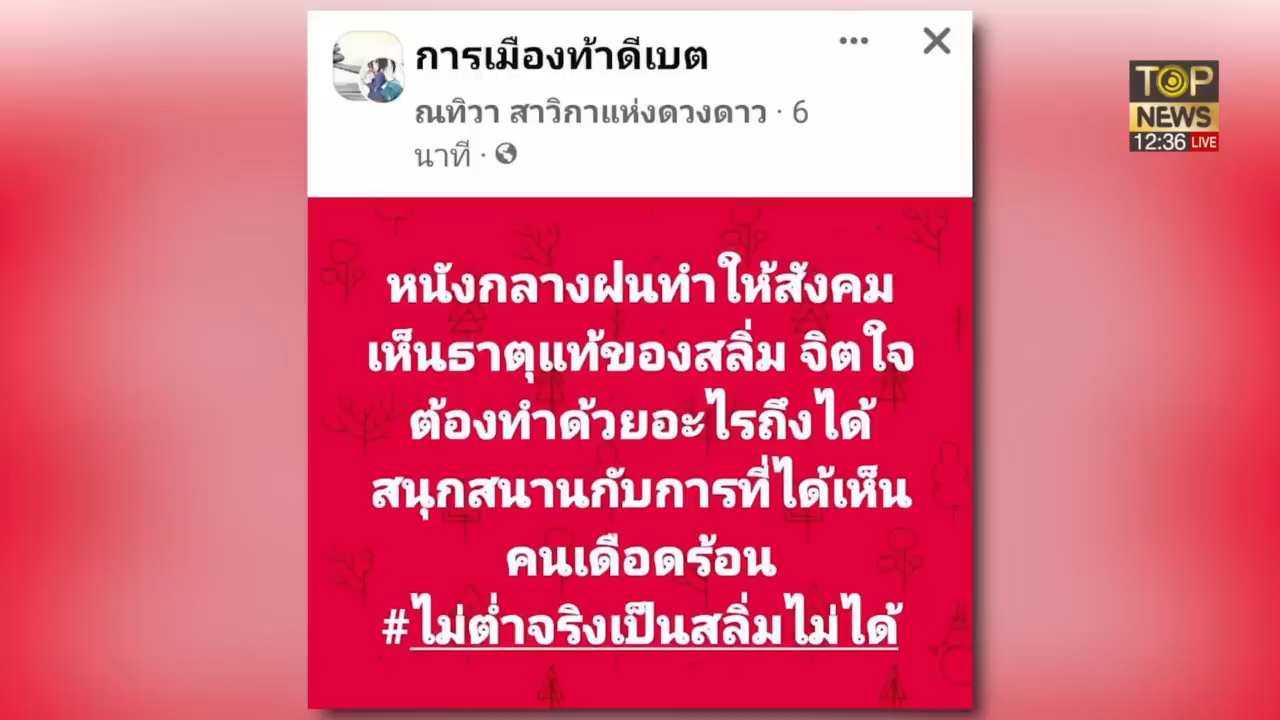 การเมืองท้าดีเบต
ณทิวา สาวิกาแห่งดวงดาว · 6
นาที ·
TOP
NEWS
12:36 LIVE
หนังกลางฝนทำให้สังคม
เห็นธาตุแท้ของสลิ่ม จิตใจ
ต้องทำด้วยอะไรถึงได้
สนุกสนานกับการที่ได้เห็น
คนเดือดร้อน
#ไม่ต่ำจริงเป็นสลิ่มไม่ได้